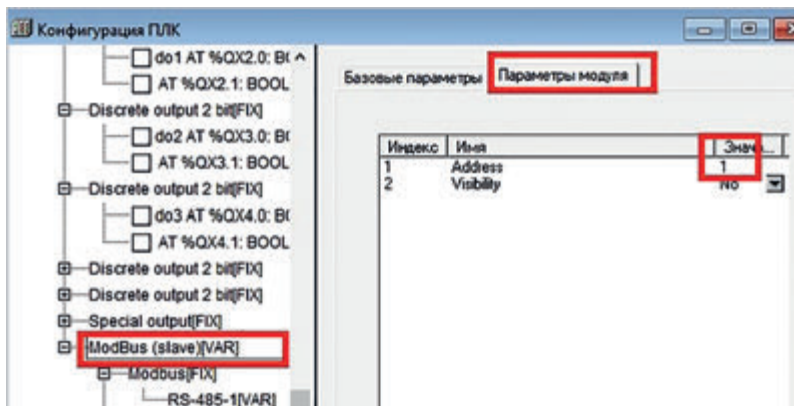 Конфигурация ПЛК
do1 AT %QX2.0: B(
AT %QX2.1: BOOL
Discrete output 2 bit[FIX]
do2 AT %QX3.0: B(
AT %QX3.1: BOOL
Discrete output 2 bit[FIX]
do3 AT %QX4.0: B(
AT %QX4.1: BOOL
Discrete output 2 bit[FIX]
Discrete output 2 bit[FIX]
Special output[FIX]
ModBus (slave)[VAR]
Modbus[FIX]
RS-485-1[VAR]
Базовые параметры Параметры модуля
Индекс Имя Значе...
1 Address 1
2 Visibility No